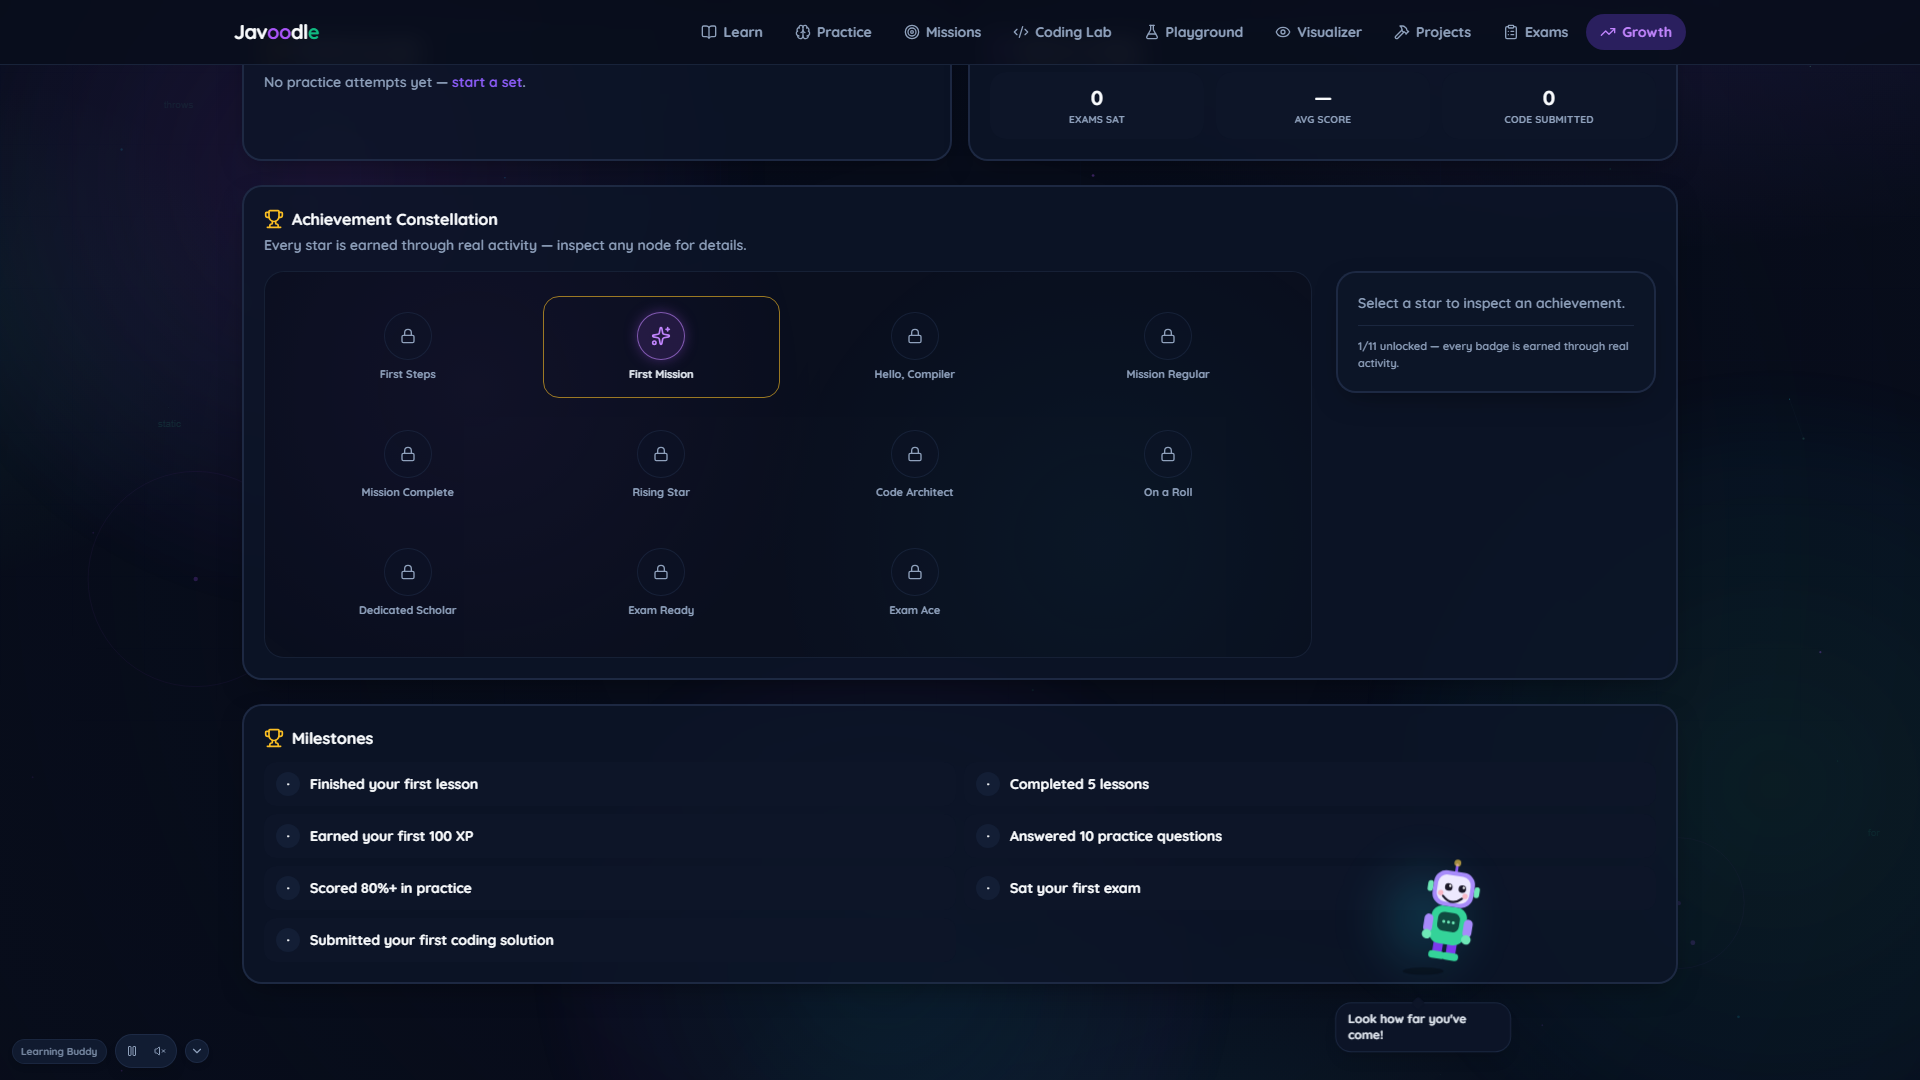 Javoodle
Learn
Practice
Missions
Coding Lab
Playground
Visualizer
Projects
Exams
Growth
No practice attempts yet — start a set.
0
EXAMS SAT
—
AVG SCORE
0
CODE SUBMITTED
Achievement Constellation
Every star is earned through real activity — inspect any node for details.
First Steps
First Mission
Hello, Compiler
Mission Regular
Mission Complete
Rising Star
Code Architect
On a Roll
Dedicated Scholar
Exam Ready
Exam Ace
Select a star to inspect an achievement.
1/11 unlocked — every badge is earned through real
activity.
Milestones
Finished your first lesson
Completed 5 lessons
Earned your first 100 XP
Answered 10 practice questions
Scored 80%+ in practice
Sat your first exam
Submitted your first coding solution
Look how far you've
come!
Learning Buddy
throws
static